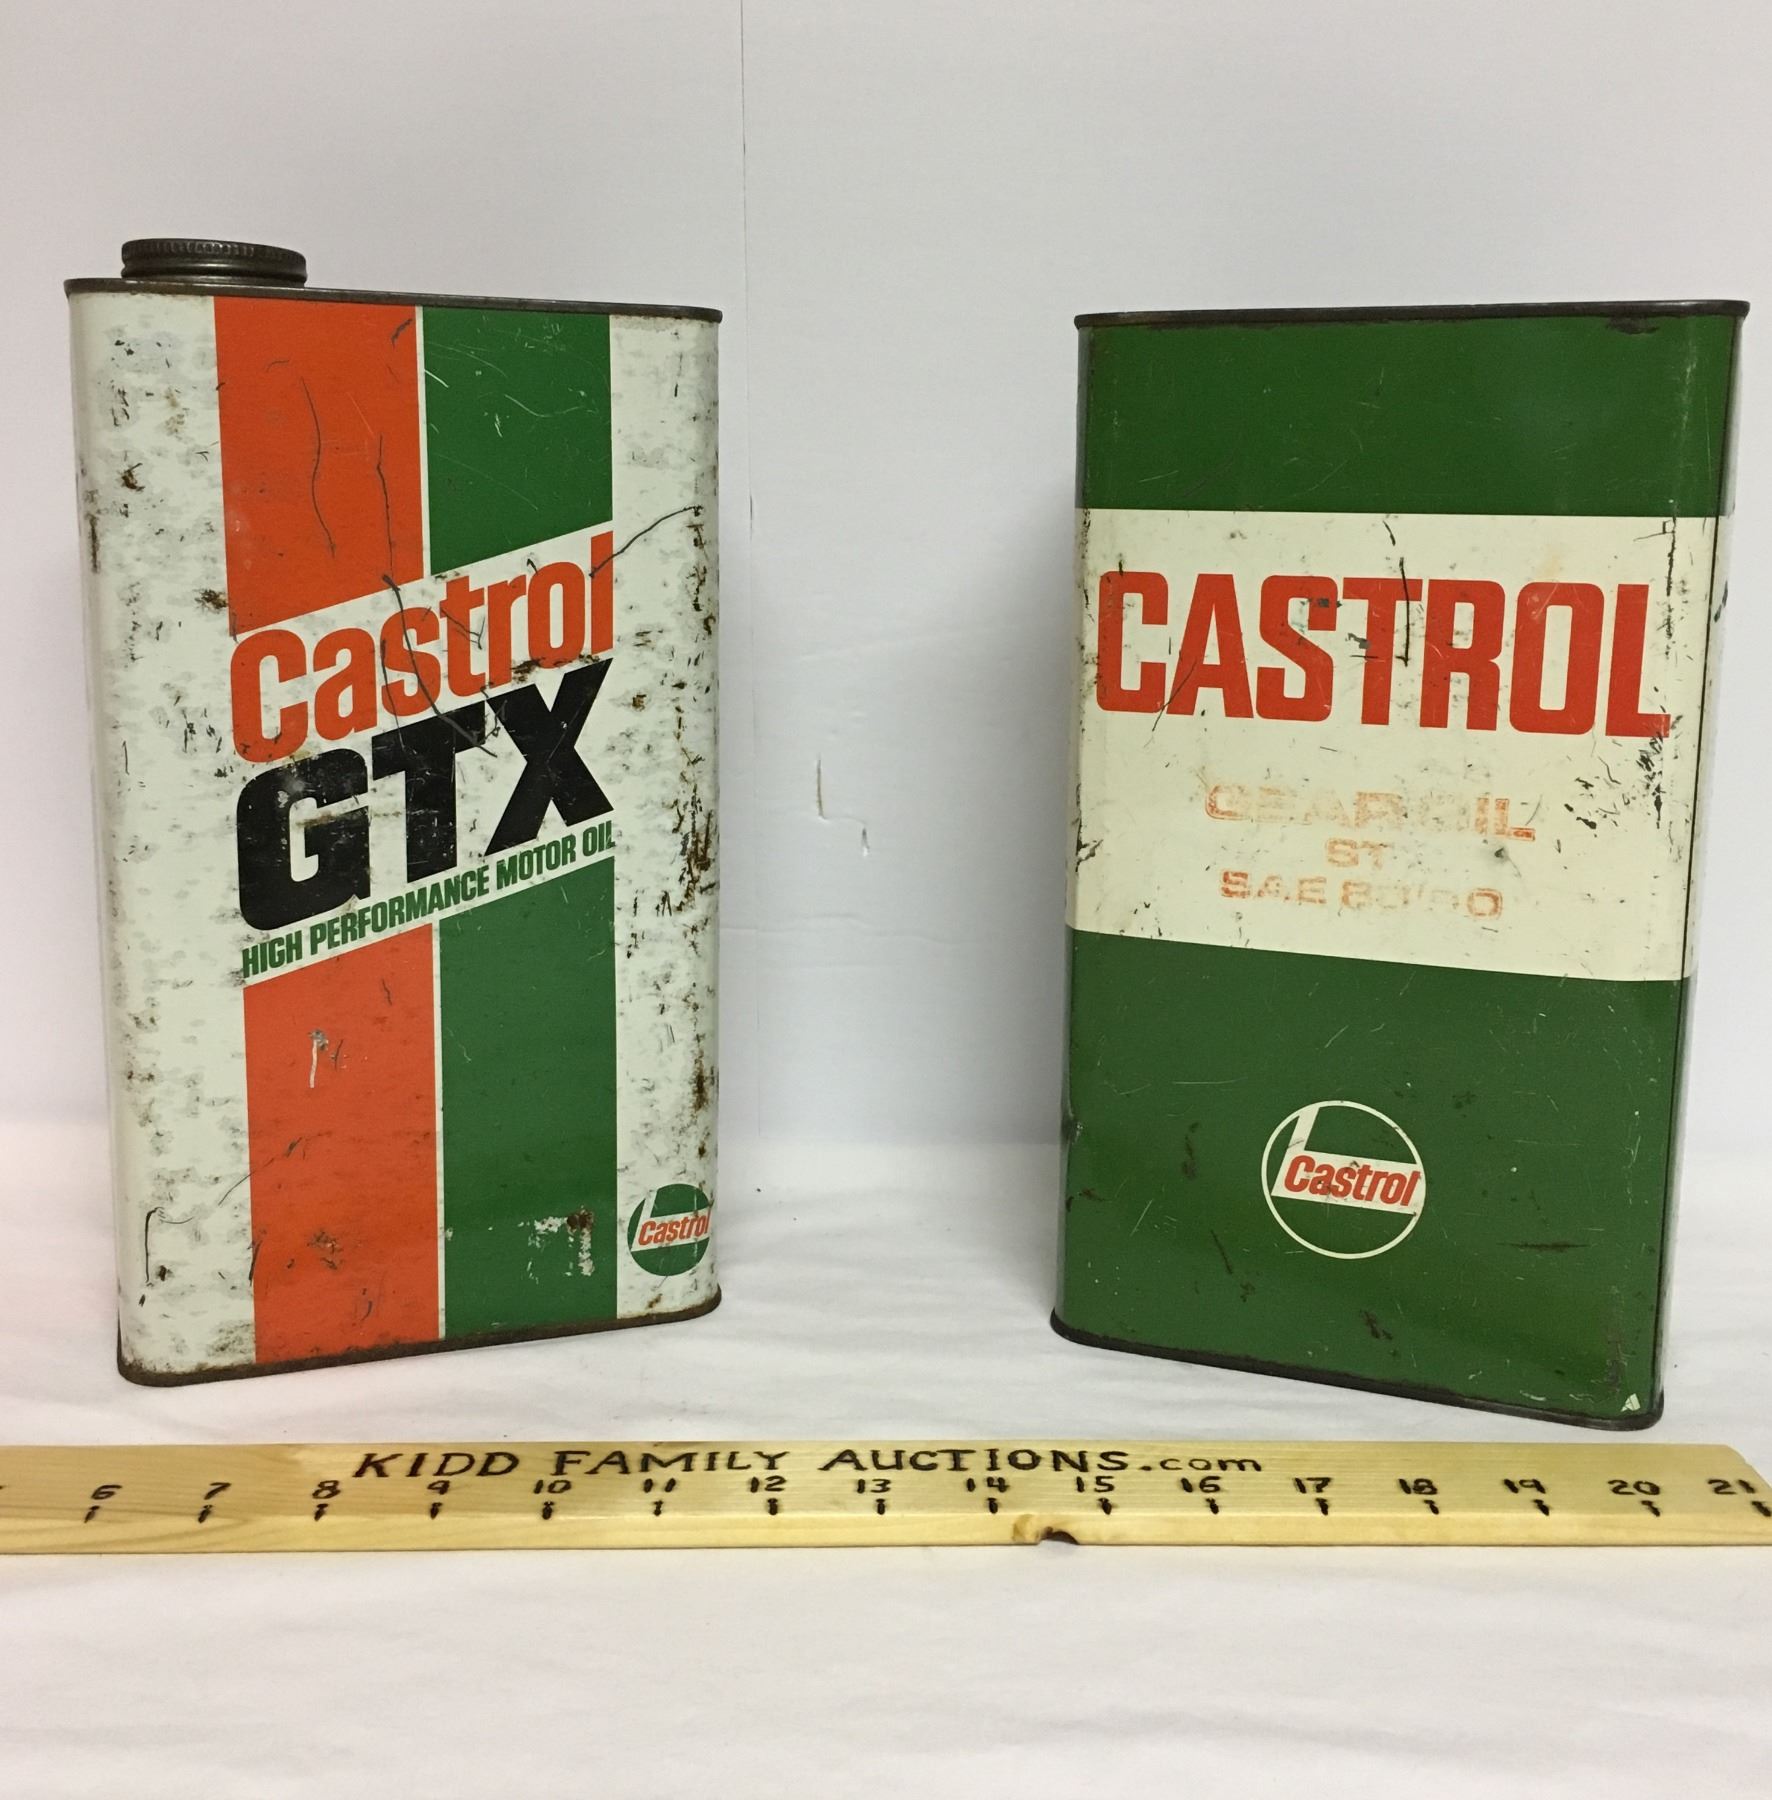 Castrol
GTX
HIGH PERFORMANCE MOTOR OIL
Castrol
CASTROL
GEAR OIL
ST
SAE
Castrol
KIDD FAMILY AUCTIONS.com
6 7 8 9 10 11 12 13 14 15 16 17 18 19 20 21